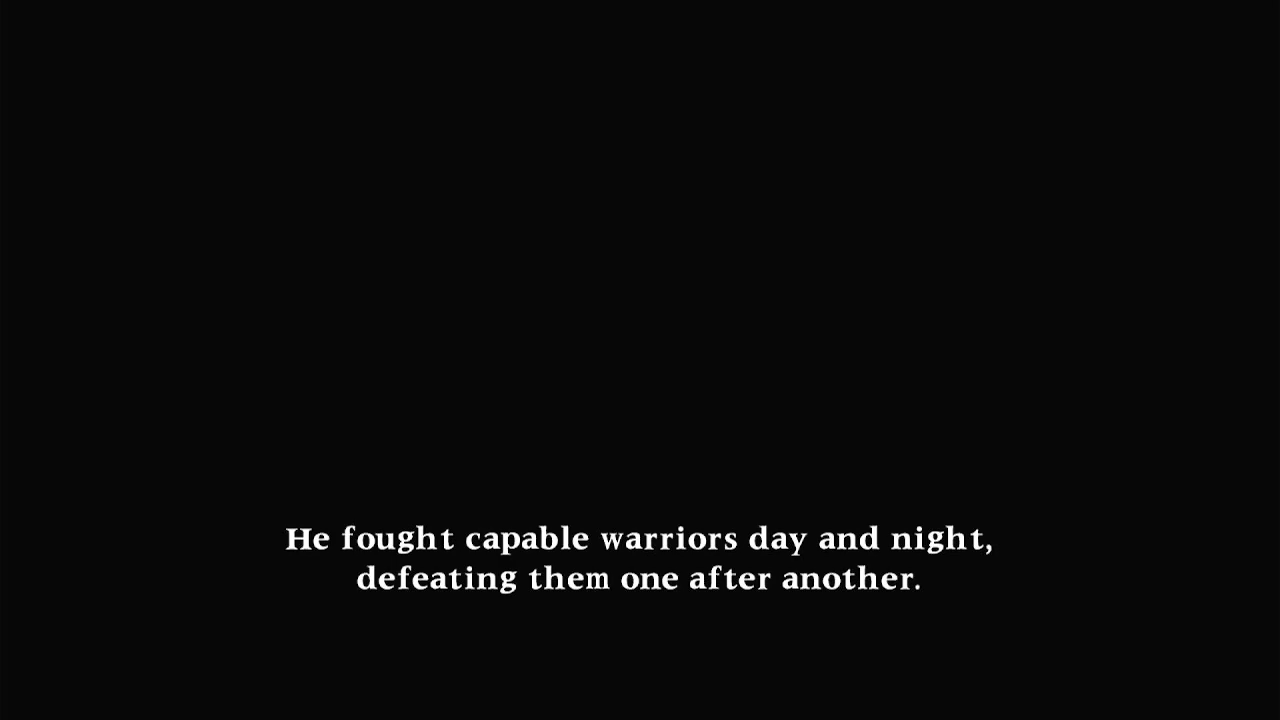 He fought capable warriors day and night,
defeating them one after another.